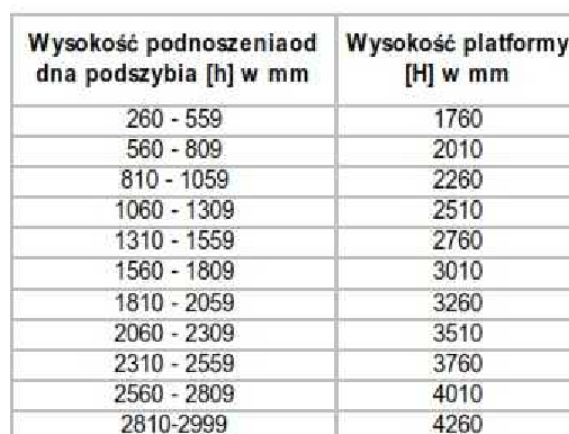 Wysokość podnoszeniaod Wysokość platformy
dna podszybia [h] w mm [H] w mm
260 - 559 1760
560 - 809 2010
810 - 1059 2260
1060 - 1309 2510
1310 - 1559 2760
1560 - 1809 3010
1810 - 2059 3260
2060 - 2309 3510
2310 - 2559 3760
2560 - 2809 4010
2810-2999 4260